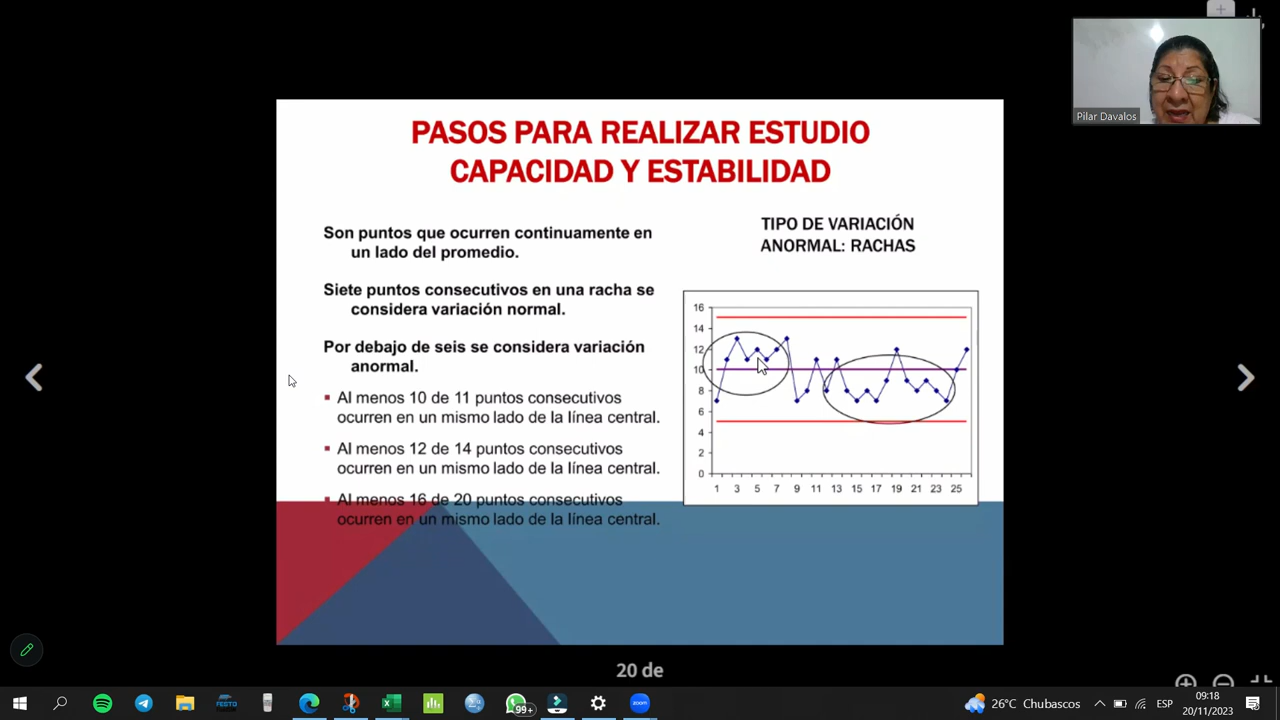 Pilar Davalos
PASOS PARA REALIZAR ESTUDIO
CAPACIDAD Y ESTABILIDAD
Son puntos que ocurren continuamente en
un lado del promedio.
Siete puntos consecutivos en una racha se
considera variación normal.
Por debajo de seis se considera variación
anormal.
Al menos 10 de 11 puntos consecutivos
ocurren en un mismo lado de la línea central.
Al menos 12 de 14 puntos consecutivos
ocurren en un mismo lado de la línea central.
Al menos 16 de 20 puntos consecutivos
ocurren en un mismo lado de la línea central.
TIPO DE VARIACIÓN
ANORMAL: RACHAS
16
14
12
10
8
6
4
2
0
1 3 5 7 9 11 13 15 17 19 21 23 25
20 de
FESTO
99+
zoom
26°C Chubascos
ESP
09:18
20/11/2023